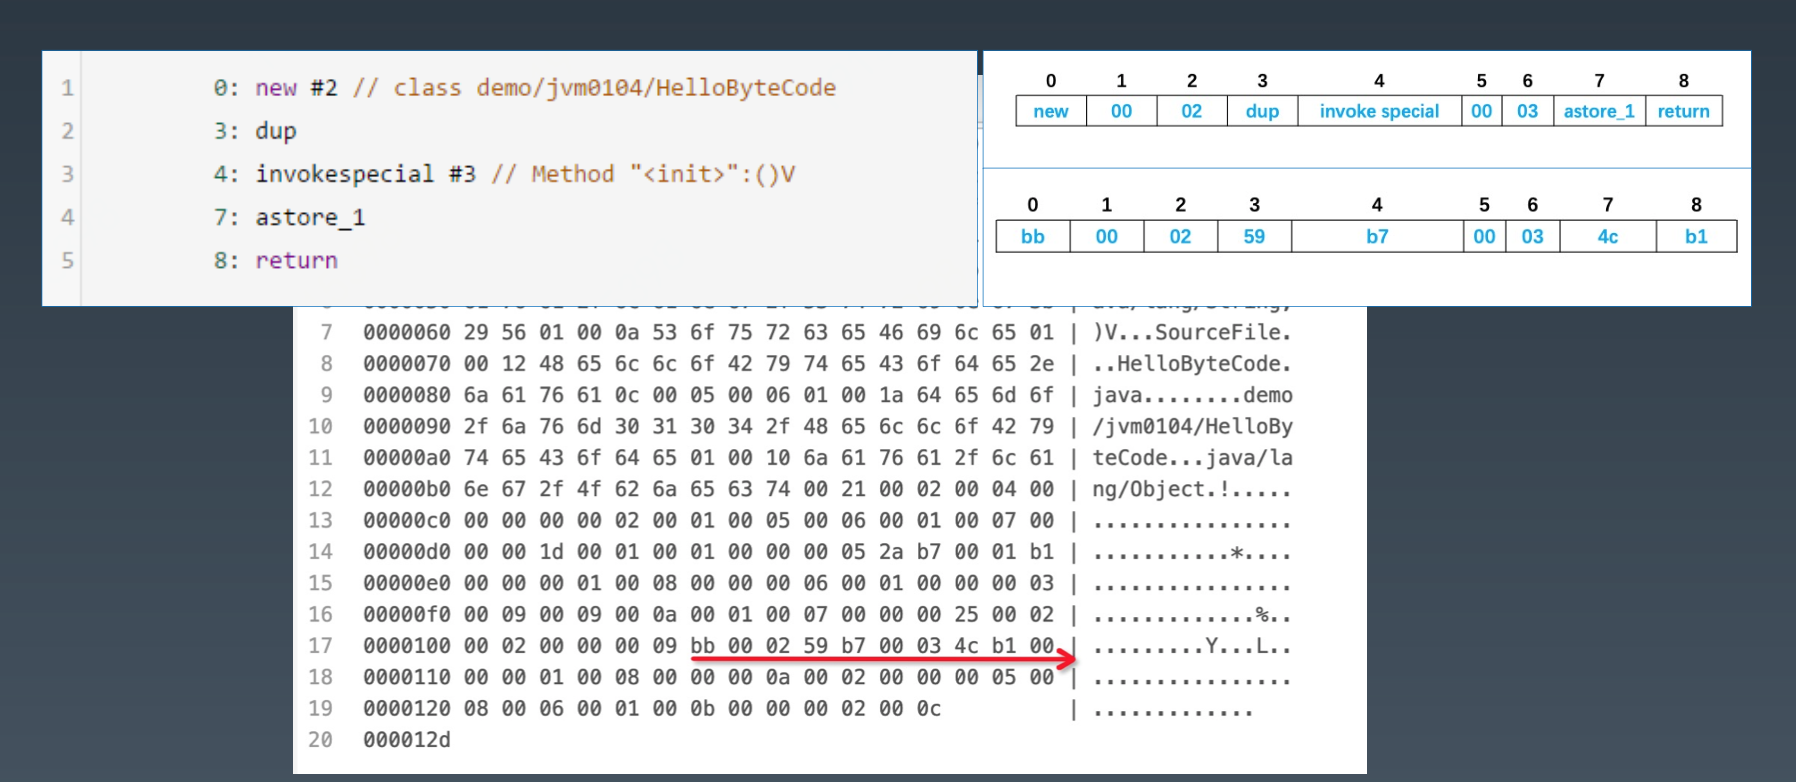 1 0: new #2 // class demo/jvm0104/HelloByteCode
2 3: dup
3 4: invokespecial #3 // Method "<init>":()V
4 7: astore_1
5 8: return
0 1 2 3 4 5 6 7 8
new 00 02 dup invoke special 00 03 astore_1 return
0 1 2 3 4 5 6 7 8
bb 00 02 59 b7 00 03 4c b1
7 0000060 29 56 01 00 0a 53 6f 75 72 63 65 46 69 6c 65 01 | )V...SourceFile.
8 0000070 00 12 48 65 6c 6c 6f 42 79 74 65 43 6f 64 65 2e | ..HelloByteCode.
9 0000080 6a 61 76 61 0c 00 05 00 06 01 00 1a 64 65 6d 6f | java........demo
10 0000090 2f 6a 76 6d 30 31 30 34 2f 48 65 6c 6c 6f 42 79 | /jvm0104/HelloBy
11 00000a0 74 65 43 6f 64 65 01 00 10 6a 61 76 61 2f 6c 61 | teCode...java/la
12 00000b0 6e 67 2f 4f 62 6a 65 63 74 00 21 00 02 00 04 00 | ng/Object.!.....
13 00000c0 00 00 00 00 02 00 01 00 05 00 06 00 01 00 07 00 | ................
14 00000d0 00 00 1d 00 01 00 01 00 00 00 05 2a b7 00 01 b1 | ...........*....
15 00000e0 00 00 00 01 00 08 00 00 00 06 00 01 00 00 00 03 | ................
16 00000f0 00 09 00 09 00 0a 00 01 00 07 00 00 00 25 00 02 | .............%..
17 0000100 00 02 00 00 00 09 bb 00 02 59 b7 00 03 4c b1 00 | .........Y...L..
18 0000110 00 00 01 00 08 00 00 00 0a 00 02 00 00 00 05 00 | ................
19 0000120 08 00 06 00 01 00 0b 00 00 00 02 00 0c | .............
20 000012d